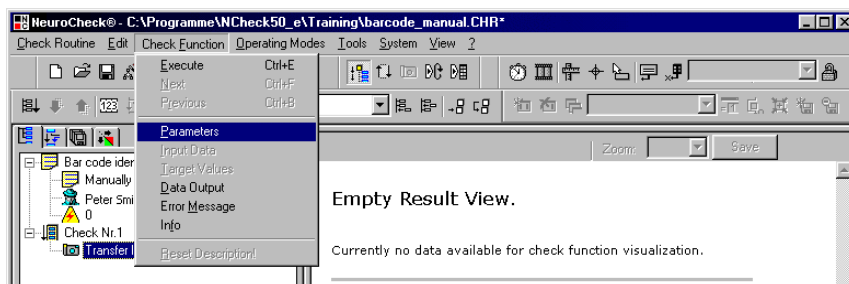 NeuroCheck® - C:\Programme\NCheck50_e\Training\barcode_manual.CHR*
Check Routine Edit Check Function Operating Modes Tools System View ?
Execute Ctrl+E
Next Ctrl+F
Previous Ctrl+B
123
Parameters
Input Data
Target Values
Data Output
Error Message
Info
Reset Description!
Zoom: Save
Bar code iden
Manually
Peter Smi
0
Check Nr.1
Transfer
Empty Result View.
Currently no data available for check function visualization.